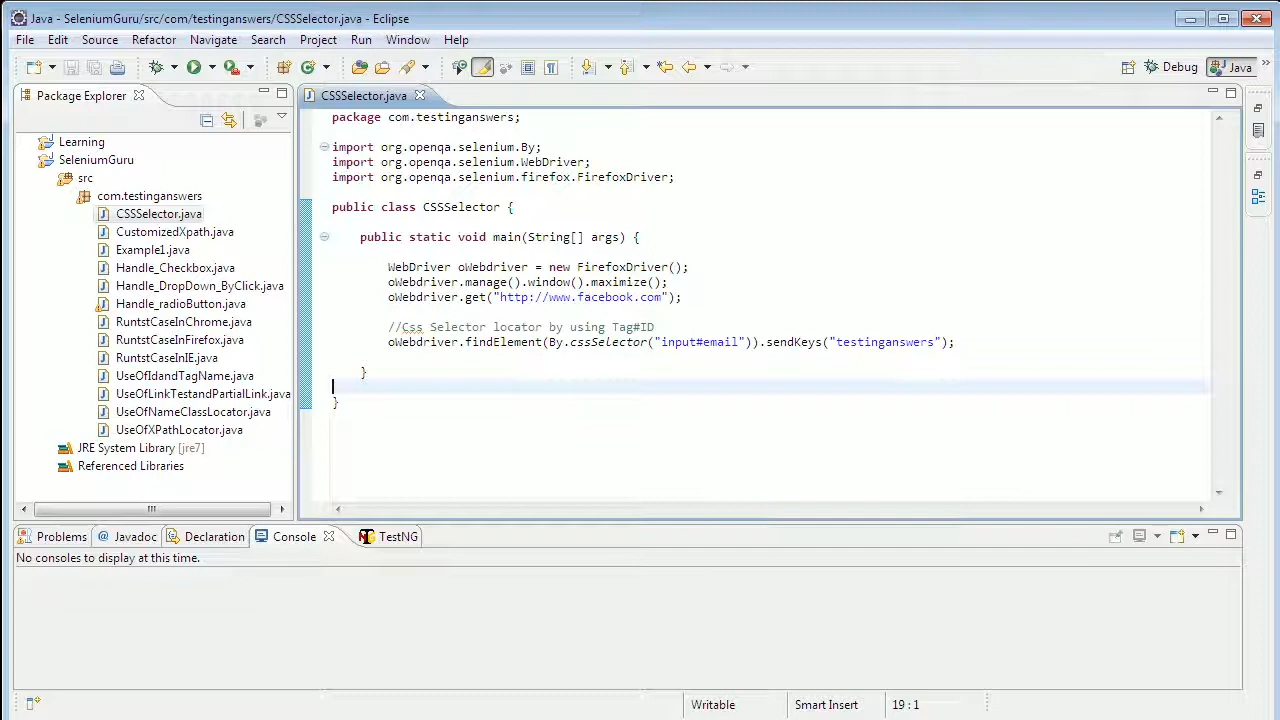 Java - SeleniumGuru/src/com/testinganswers/CSSSelector.java - Eclipse
File Edit Source Refactor Navigate Search Project Run Window Help
Debug Java
Package Explorer
CSSSelector.java
Learning
SeleniumGuru
src
com.testinganswers
CSSSelector.java
CustomizedXpath.java
Example1.java
Handle_Checkbox.java
Handle_DropDown_ByClick.java
Handle_radioButton.java
RuntstCaseInChrome.java
RuntstCaseInFirefox.java
RuntstCaseInIE.java
UseOfIdandTagName.java
UseOfLinkTestandPartialLink.java
UseOfNameClassLocator.java
UseOfXPathLocator.java
JRE System Library [jre7]
Referenced Libraries
package com.testinganswers;
import org.openqa.selenium.By;
import org.openqa.selenium.WebDriver;
import org.openqa.selenium.firefox.FirefoxDriver;
public class CSSSelector {
public static void main(String[] args) {
WebDriver oWebdriver = new FirefoxDriver();
oWebdriver.manage().window().maximize();
oWebdriver.get("http://www.facebook.com");
//Css Selector locator by using Tag#ID
oWebdriver.findElement(By.cssSelector("input#email")).sendKeys("testinganswers");
}
}
Problems @ Javadoc Declaration Console TestNG
No consoles to display at this time.
Writable Smart Insert 19 : 1